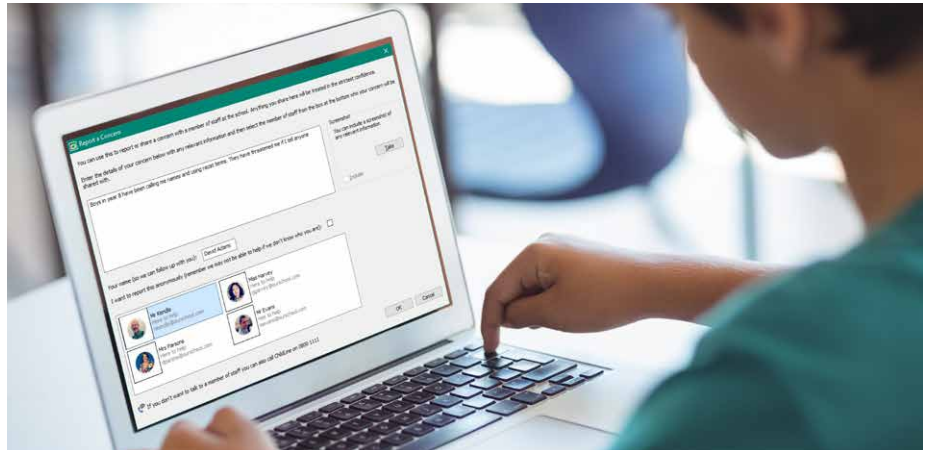 Report a Concern
You can use this to report or share a concern with a member of staff at the school. Anything you share here will be treated in the strictest confidence.
Enter the details of your concern below with any relevant information and then select the member of staff from the box at the bottom who your concern will be
shared with.
Boys in year 8 have been calling me names and using racist terms. They have threatened me if I tell anyone
Screenshot
You can include a screenshot of
any relevant information
Take
Include
Your name (so we can follow up with you): David Adams
I want to report this anonymously (remember we may not be able to help if we don't know who you are):
Mr Kendle
Here to help
Miss Harvey
Here to help
Mrs Parsons
Here to help
Mr Evans
Here to help
OK
Cancel
If you don't want to talk to a member of staff you can also call ChildLine on 0800 1111